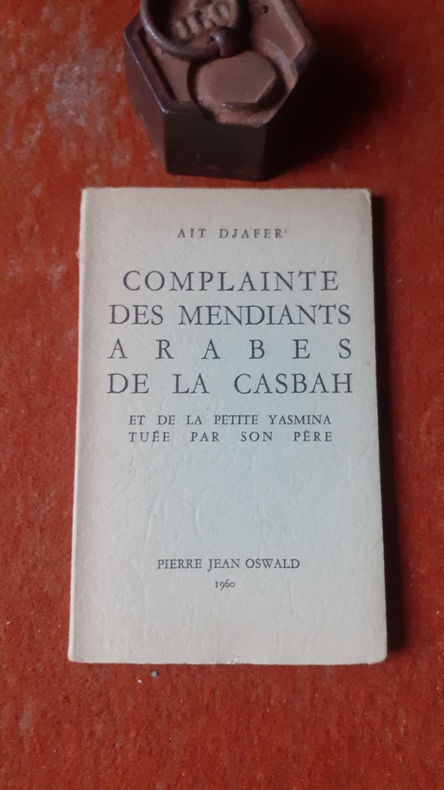 AIT DJAFER
COMPLAINTE
DES MENDIANTS
ARABES
DE LA CASBAH
ET DE LA PETITE YASMINA
TUÉE PAR SON PÈRE
PIERRE JEAN OSWALD
1960